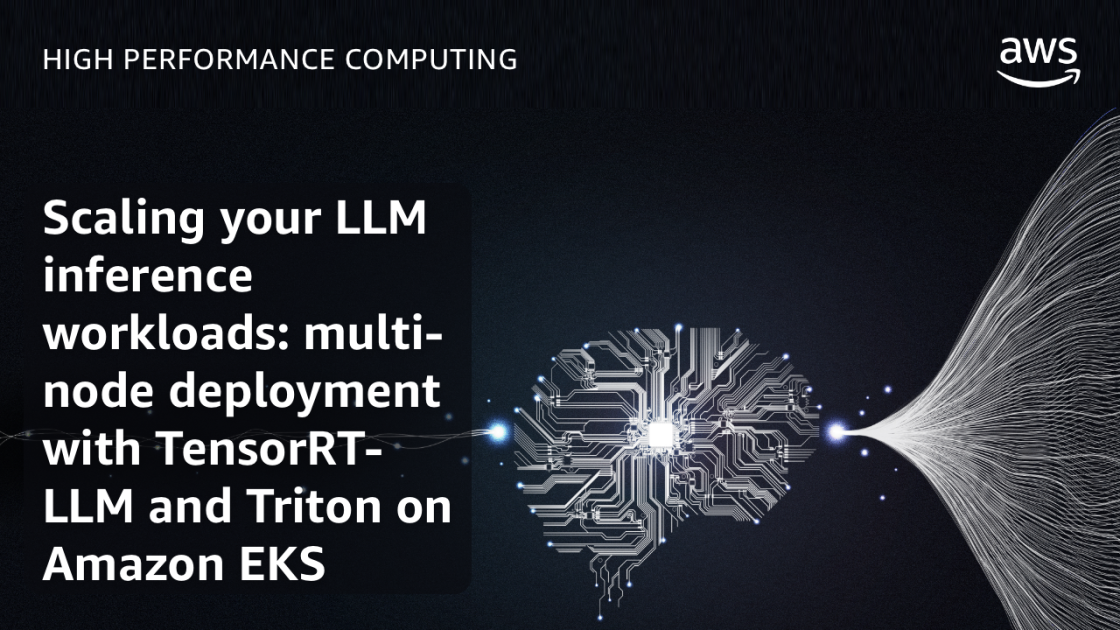 HIGH PERFORMANCE COMPUTING
aws
Scaling your LLM
inference
workloads: multi-
node deployment
with TensorRT-
LLM and Triton on
Amazon EKS